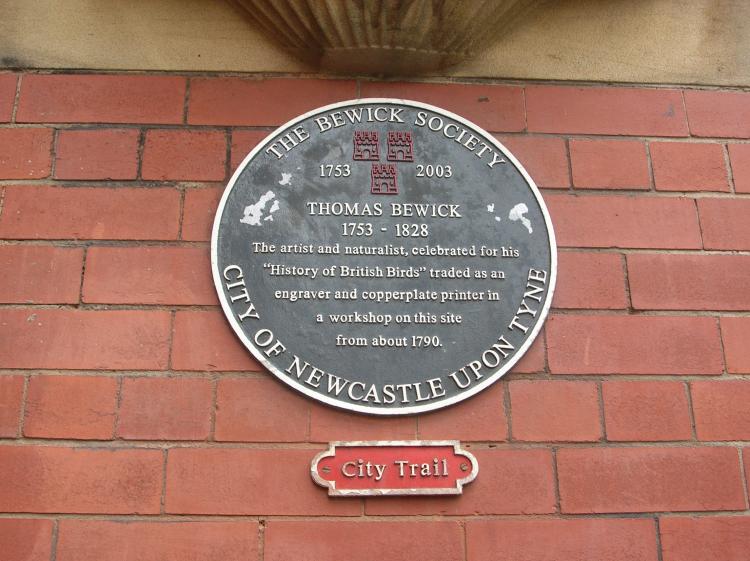 THE BEWICK SOCIETY
1753 2003
THOMAS BEWICK
1753 - 1828
The artist and naturalist, celebrated for his
"History of British Birds" traded as an
engraver and copperplate printer in
a workshop on this site
from about 1790.
CITY OF NEWCASTLE UPON TYNE
City Trail